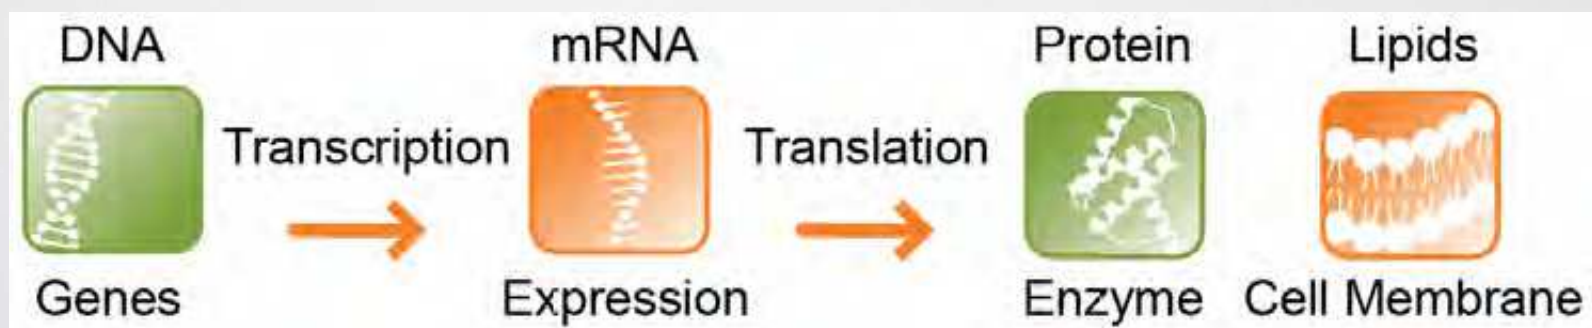 DNA
mRNA
Protein
Lipids
Transcription
Translation
Genes
Expression
Enzyme
Cell Membrane